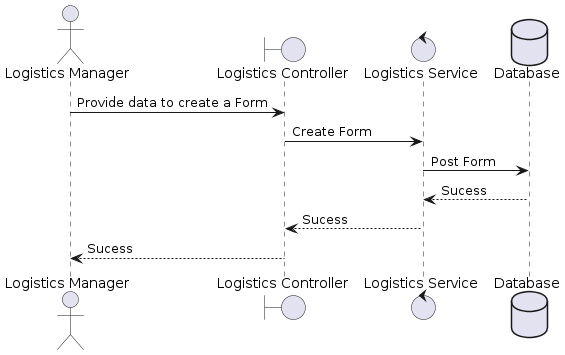 Logistics Manager
Logistics Controller
Logistics Service
Database
Provide data to create a Form
Create Form
Post Form
Sucess
Sucess
Sucess
Logistics Manager
Logistics Controller
Logistics Service
Database